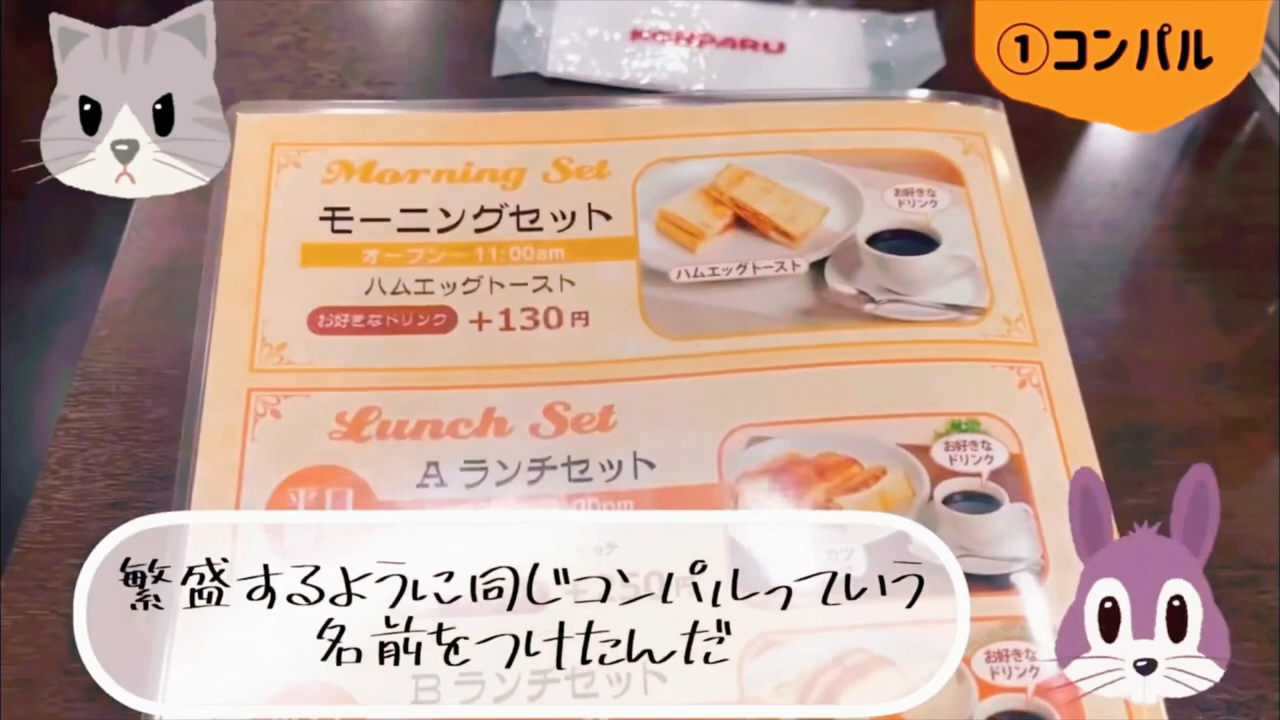 KONPARU
①コンパル
Morning Set
モーニングセット
オープン～11:00am
ハムエッグトースト
お好きなドリンク +130円
お好きな
ドリンク
ハムエッグトースト
Lunch Set
Aランチセット
平日
00pm
お好きな
ドリンク
カツ
繁盛するように同じコンパルっていう
名前をつけたんだ
Bランチセット
お好きな
ドリンク